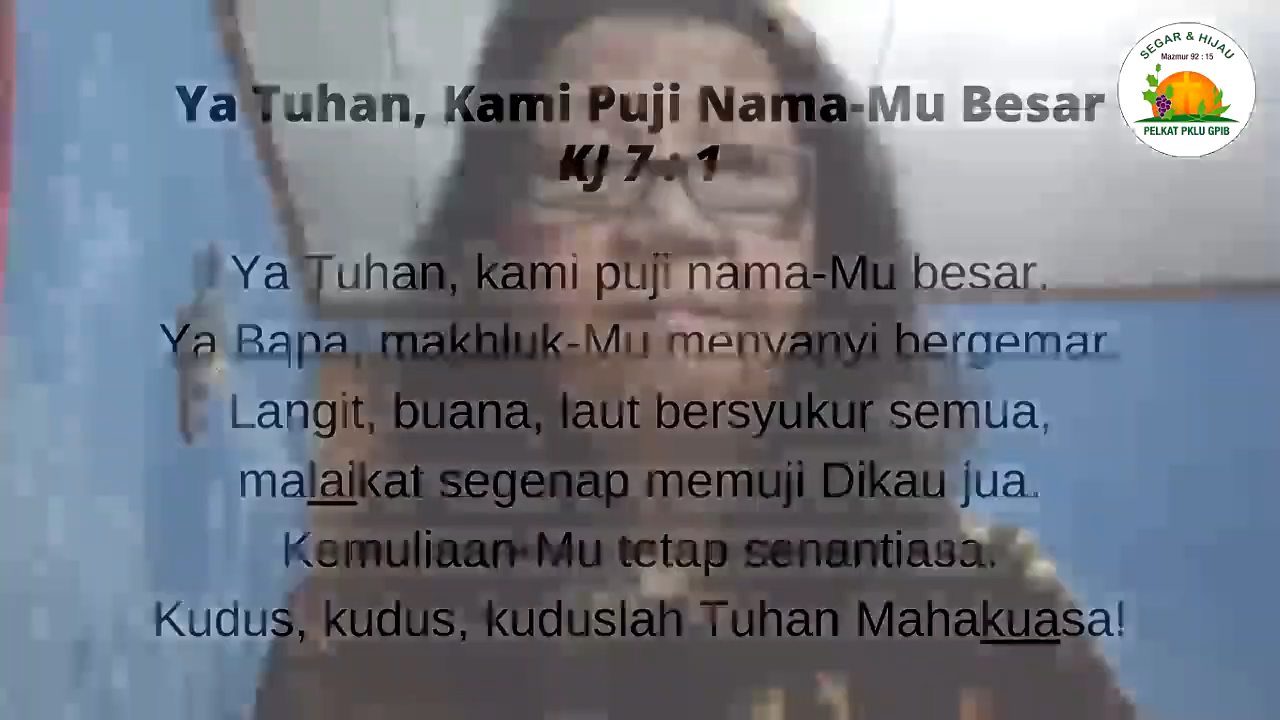 SEGAR & HIJAU
Mazmur 92 : 15
PELKAT PKLU GPIB
Ya Tuhan, Kami Puji Nama-Mu Besar
KJ 7 : 1
Ya Tuhan, kami puji nama-Mu besar.
Ya Bapa, makhluk-Mu menyanyi bergemar.
Langit, buana, laut bersyukur semua,
malaikat segenap memuji Dikau jua.
Kemuliaan-Mu tetap senantiasa.
Kudus, kudus, kuduslah Tuhan Mahakuasa!